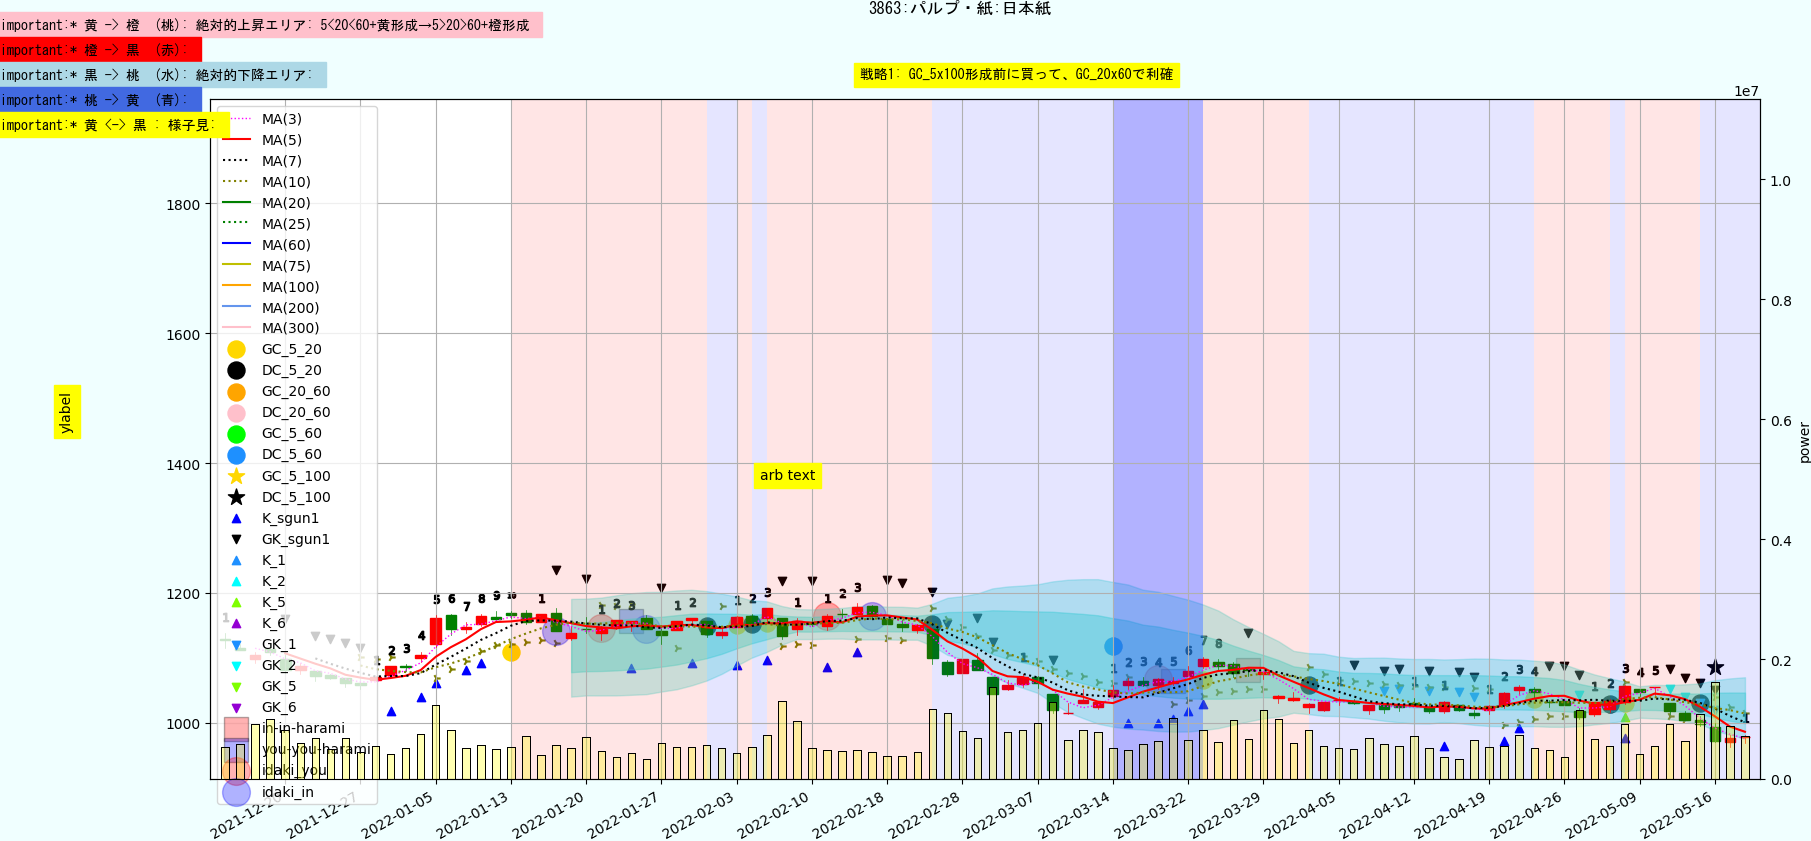 3863:パルプ・紙:日本紙
important:* 黄 -> 橙 (桃): 絶対的上昇エリア: 5<20<60+黄形成→5>20>60+橙形成
important:* 橙 -> 黒 (赤):
important:* 黒 -> 桃 (水): 絶対的下降エリア:
戦略1: GC_5x100形成前に買って、GC_20x60で利確
important:* 桃 -> 黄 (青):
important:* 黄 <-> 黒 : 様子見:
1e7
MA(3)
MA(5)
MA(7)
MA(10)
MA(20)
MA(25)
MA(60)
MA(75)
MA(100)
MA(200)
MA(300)
GC_5_20
DC_5_20
GC_20_60
DC_20_60
GC_5_60
DC_5_60
GC_5_100
DC_5_100
K_sgun1
GK_sgun1
K_1
K_2
K_5
K_6
GK_1
GK_2
GK_5
GK_6
in-in-harami
you-you-harami
idaki_you
idaki_in
ylabel
arb text
power
1800
1600
1400
1200
1000
1.0
0.8
0.6
0.4
0.2
0.0
2021-12-20
2021-12-27
2022-01-05
2022-01-13
2022-01-20
2022-01-27
2022-02-03
2022-02-10
2022-02-18
2022-02-28
2022-03-07
2022-03-14
2022-03-22
2022-03-29
2022-04-05
2022-04-12
2022-04-19
2022-04-26
2022-05-09
2022-05-16